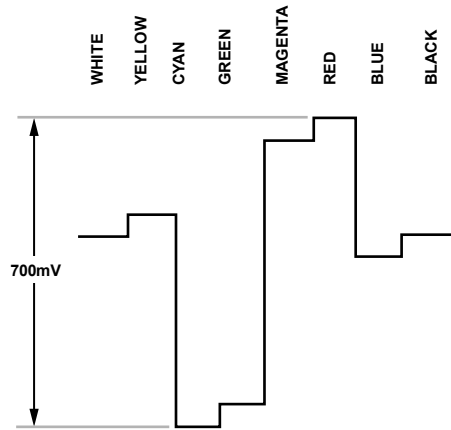 WHITE
YELLOW
CYAN
GREEN
MAGENTA
RED
BLUE
BLACK
700mV